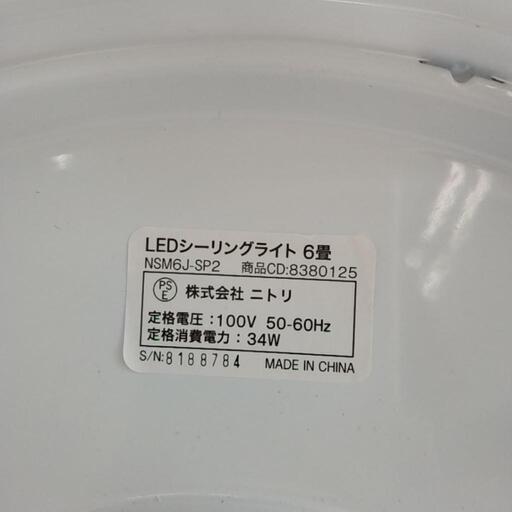 LEDシーリングライト 6畳
NSM6J-SP2 商品CD:8380125
PSE 株式会社 ニトリ
定格電圧：100V 50-60Hz
定格消費電力：34W
S/N:8188784 MADE IN CHINA